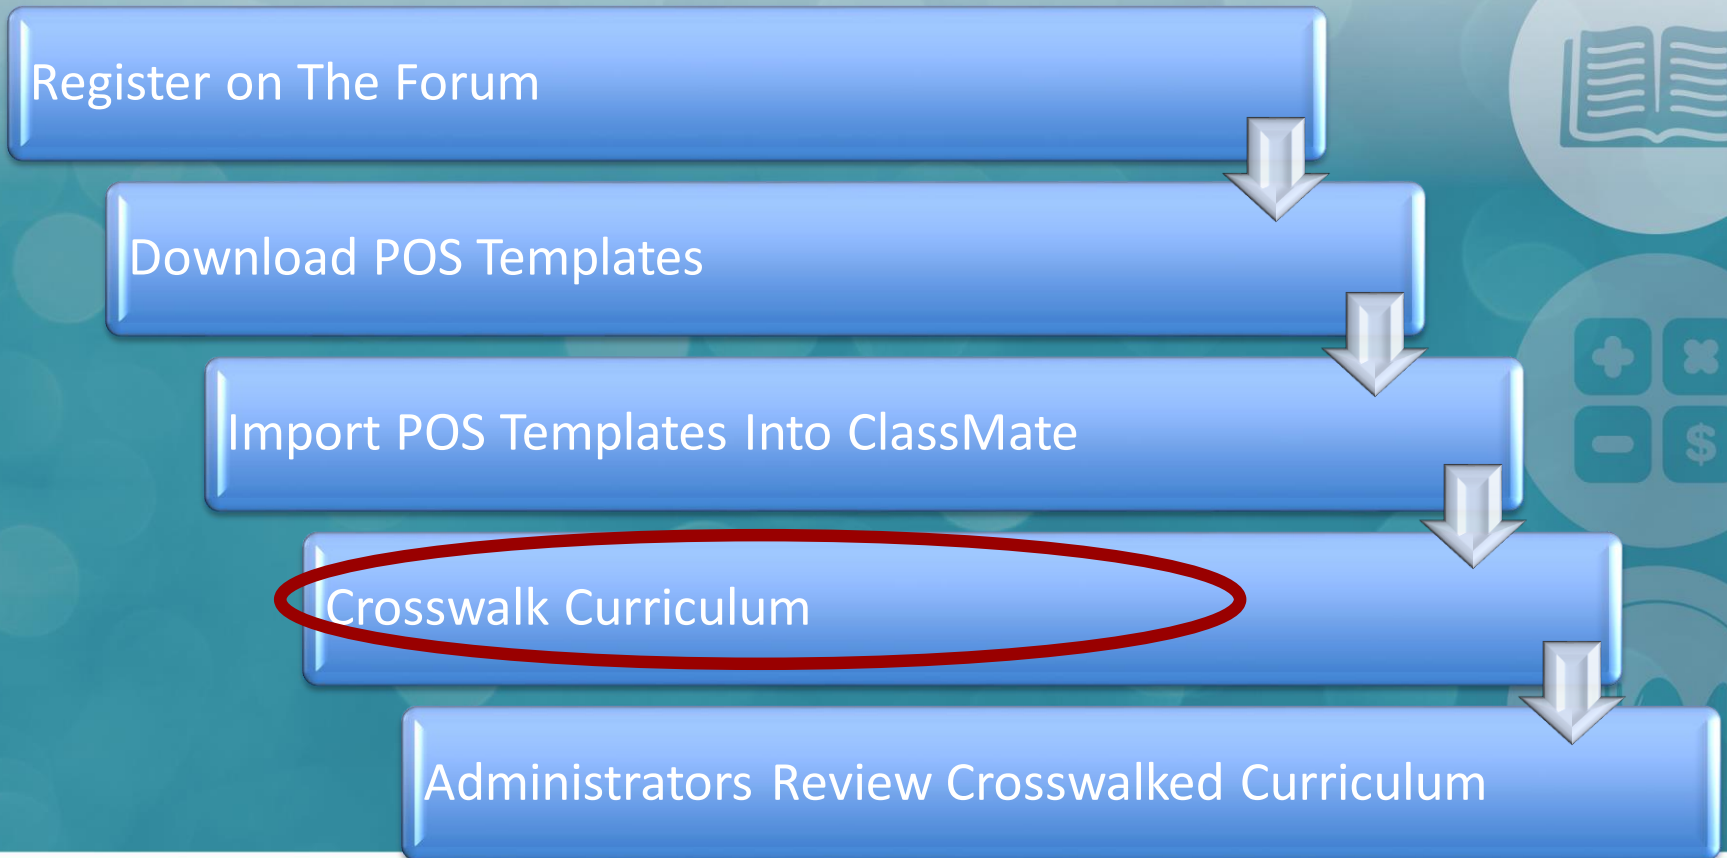 Register on The Forum
Download POS Templates
Import POS Templates Into ClassMate
Crosswalk Curriculum
Administrators Review Crosswalked Curriculum